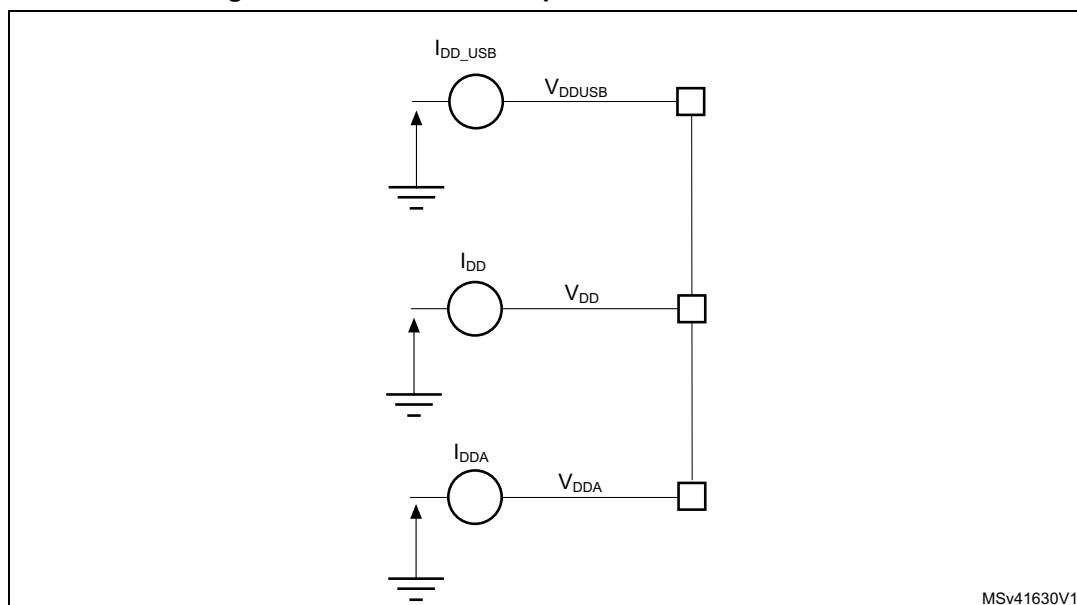 I_DD_USB
V_DDUSB
I_DD
V_DD
I_DDA
V_DDA
MSv41630V1